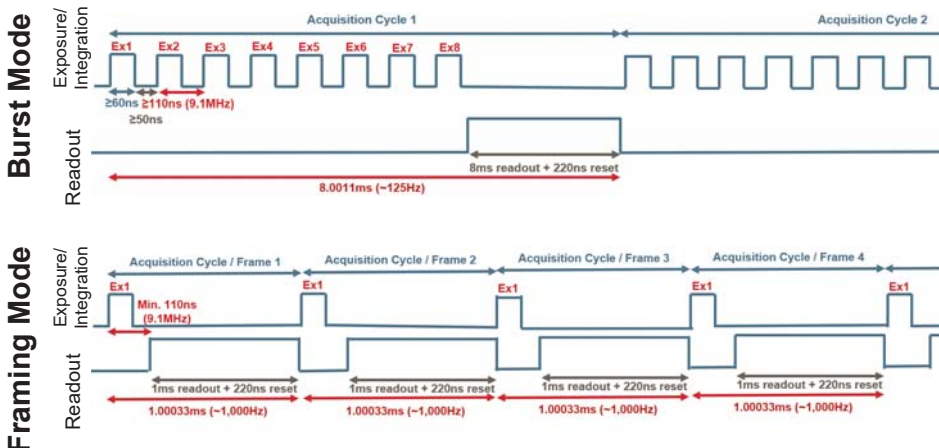 Burst Mode
Exposure/
Integration
Acquisition Cycle 1
Acquisition Cycle 2
Ex1 Ex2 Ex3 Ex4 Ex5 Ex6 Ex7 Ex8
≥60ns
≥110ns (9.1MHz)
≥50ns
Readout
8ms readout + 220ns reset
8.0011ms (~125Hz)
Framing Mode
Exposure/
Integration
Acquisition Cycle / Frame 1
Acquisition Cycle / Frame 2
Acquisition Cycle / Frame 3
Acquisition Cycle / Frame 4
Ex1 Ex1 Ex1 Ex1 Ex1
Min. 110ns
(9.1MHz)
Readout
1ms readout + 220ns reset
1ms readout + 220ns reset
1ms readout + 220ns reset
1ms readout + 220ns reset
1.00033ms (~1,000Hz)
1.00033ms (~1,000Hz)
1.00033ms (~1,000Hz)
1.00033ms (~1,000Hz)